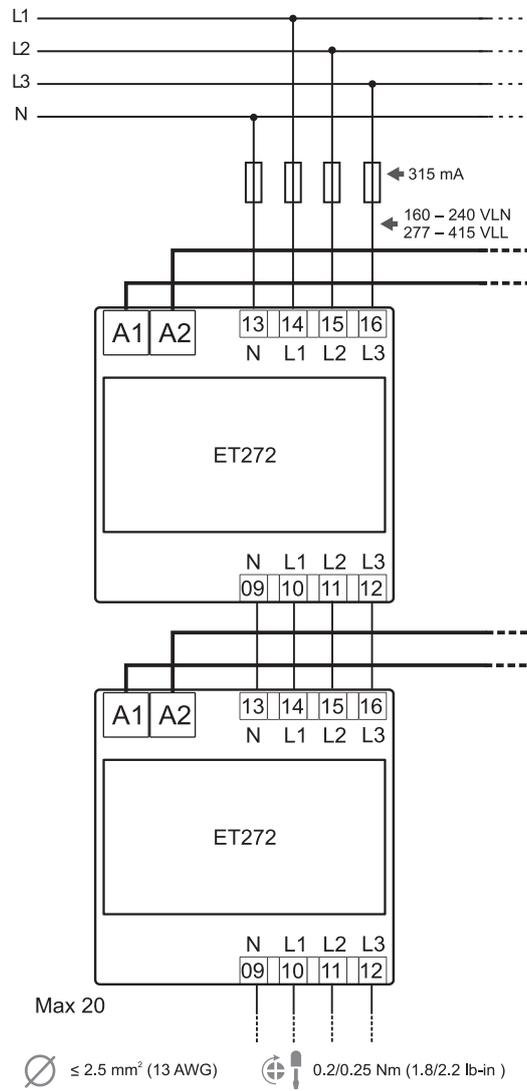 L1
L2
L3
N
315 mA
160 – 240 VLN
277 – 415 VLL
A1 A2 13 14 15 16
N L1 L2 L3
ET272
N L1 L2 L3
09 10 11 12
A1 A2 13 14 15 16
N L1 L2 L3
ET272
N L1 L2 L3
09 10 11 12
Max 20
≤ 2.5 mm² (13 AWG) 0.2/0.25 Nm (1.8/2.2 lb-in )